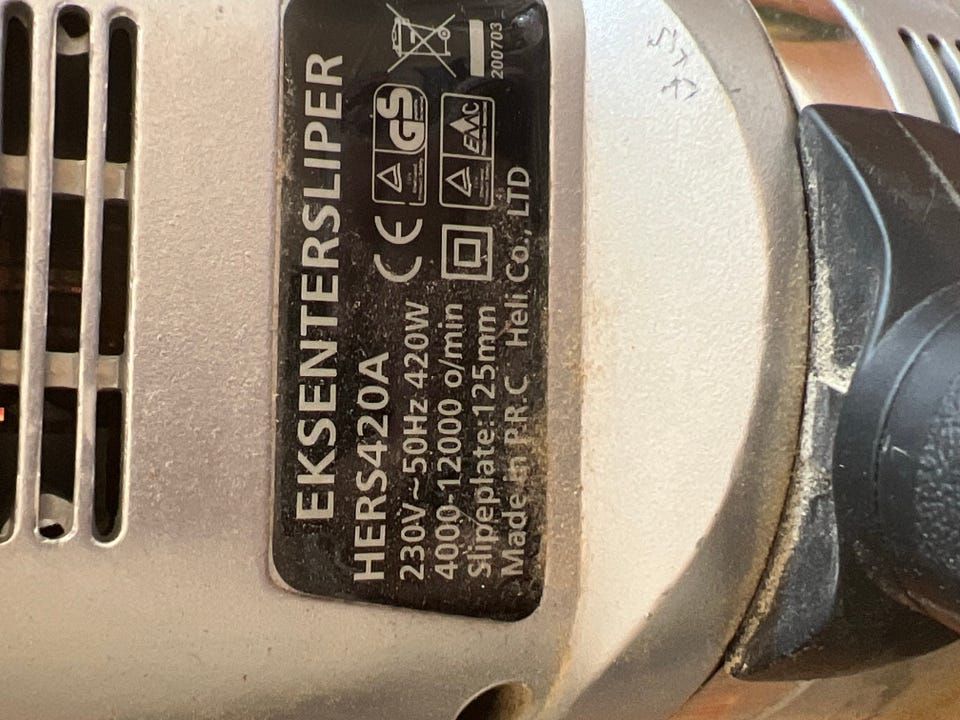 EKSENTERSLIPER
HERS420A
230V~50Hz 420W
4000-12000 o/min
Slipeplate:125mm
Made in P.R.C Heli Co., LTD
CE
GS
EMC
200703